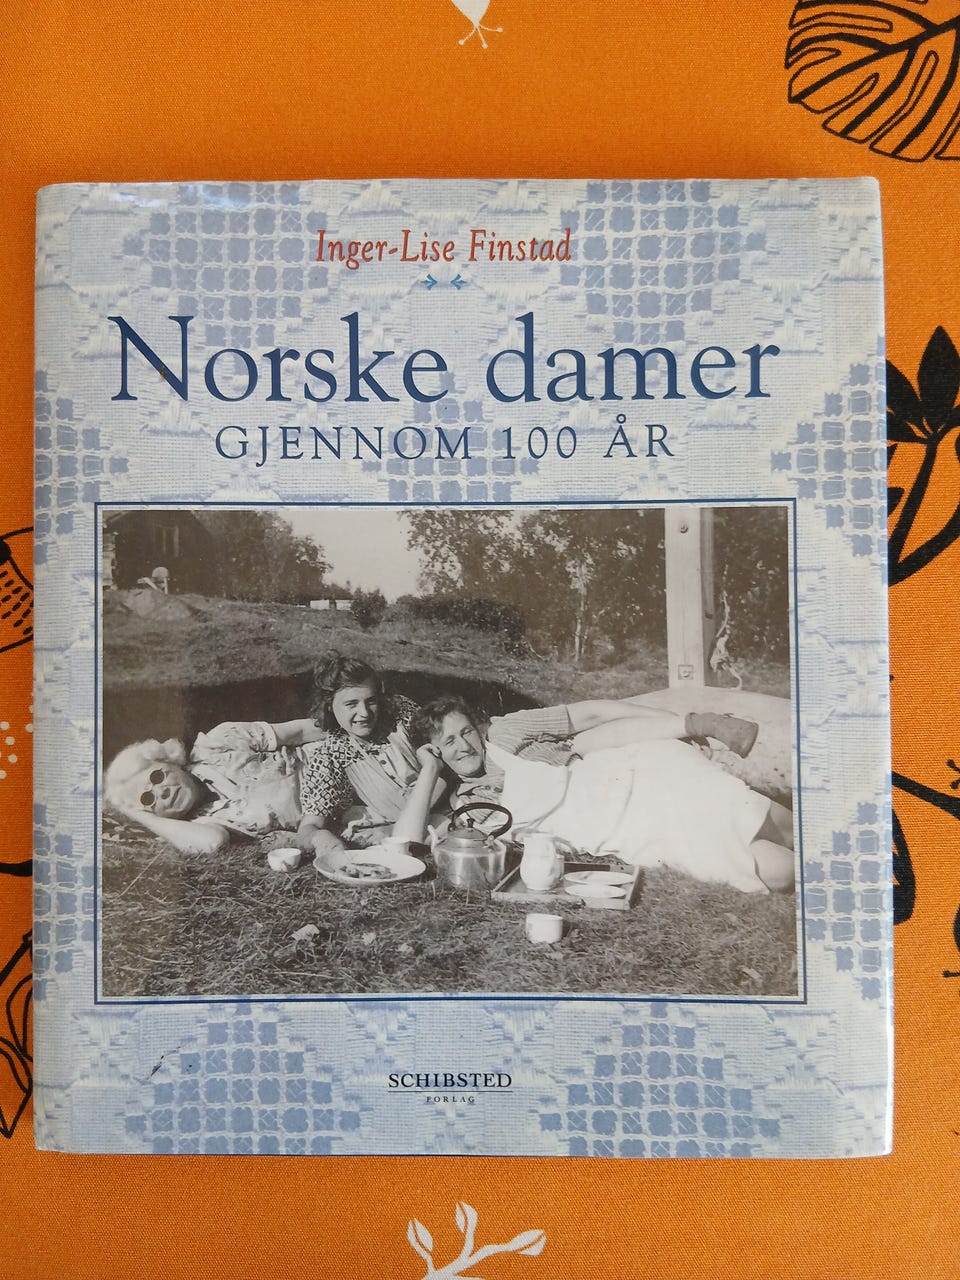 Inger-Lise Finstad
Norske damer
GJENNOM 100 ÅR
SCHIBSTED
FORLAG